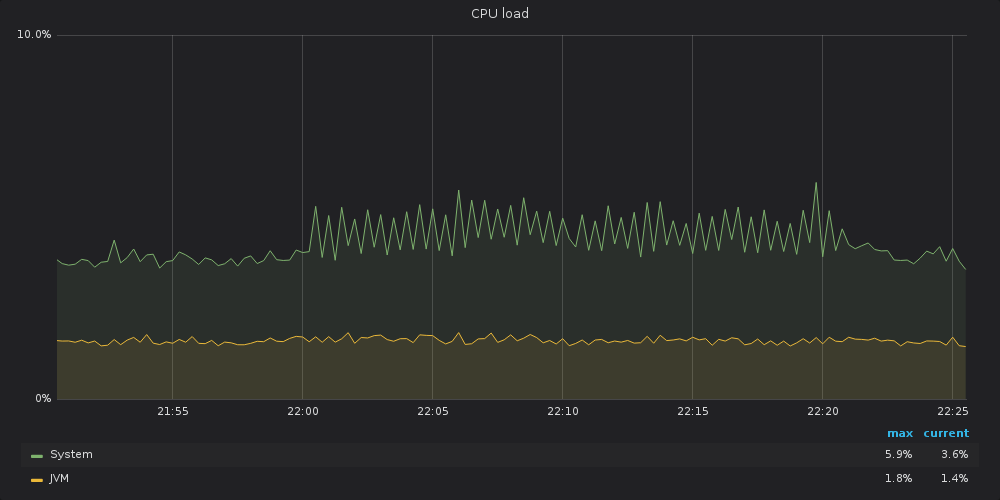 CPU load
10.0%
0%
21:55 22:00 22:05 22:10 22:15 22:20 22:25
max current
System 5.9% 3.6%
JVM 1.8% 1.4%